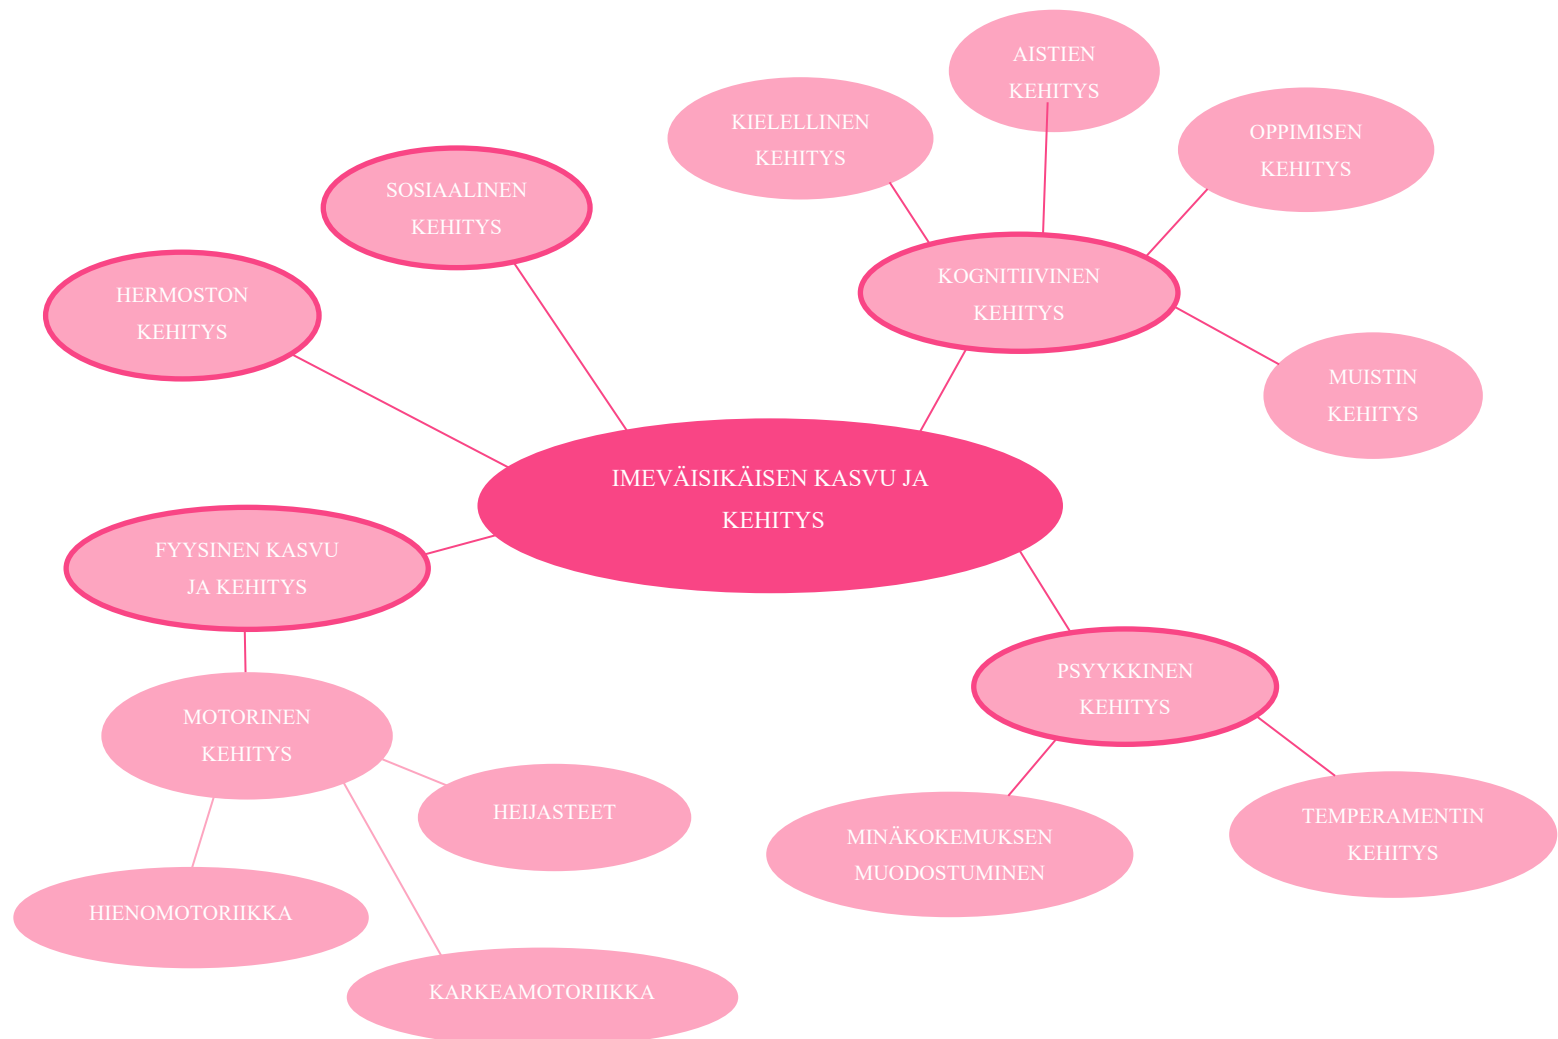 AISTIEN
KEHITYS
KIELELLINEN
KEHITYS
OPPIMISEN
KEHITYS
SOSIAALINEN
KEHITYS
KOGNITIIVINEN
KEHITYS
HERMOSTON
KEHITYS
MUISTIN
KEHITYS
IMEVÄISIKÄISEN KASVU JA
KEHITYS
FYYSINEN KASVU
JA KEHITYS
PSYYKKINEN
KEHITYS
MOTORINEN
KEHITYS
HEIJASTEET
MINÄKOKEMUKSEN
MUODOSTUMINEN
TEMPERAMENTIN
KEHITYS
HIENOMOTORIIKKA
KARKEAMOTORIIKKA